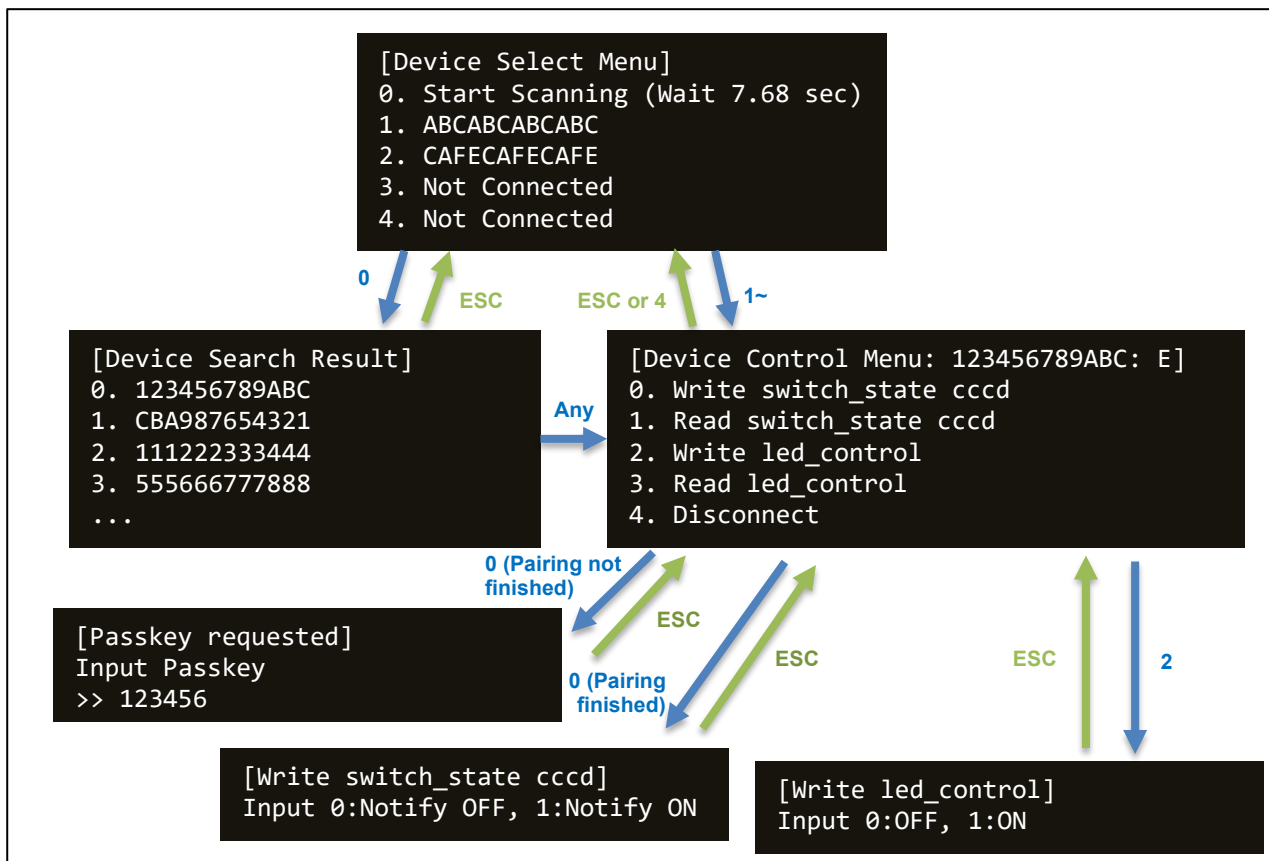 [Device Select Menu]
0. Start Scanning (Wait 7.68 sec)
1. ABCABCABCABC
2. CAFECAFECAFE
3. Not Connected
4. Not Connected
0
ESC
ESC or 4
1~
[Device Search Result]
0. 123456789ABC
1. CBA987654321
2. 111222333444
3. 555666777888
...
Any
[Device Control Menu: 123456789ABC: E]
0. Write switch_state cccd
1. Read switch_state cccd
2. Write led_control
3. Read led_control
4. Disconnect
0 (Pairing not
finished)
ESC
[Passkey requested]
Input Passkey
>> 123456
0 (Pairing
finished)
ESC
ESC
2
[Write switch_state cccd]
Input 0:Notify OFF, 1:Notify ON
[Write led_control]
Input 0:OFF, 1:ON